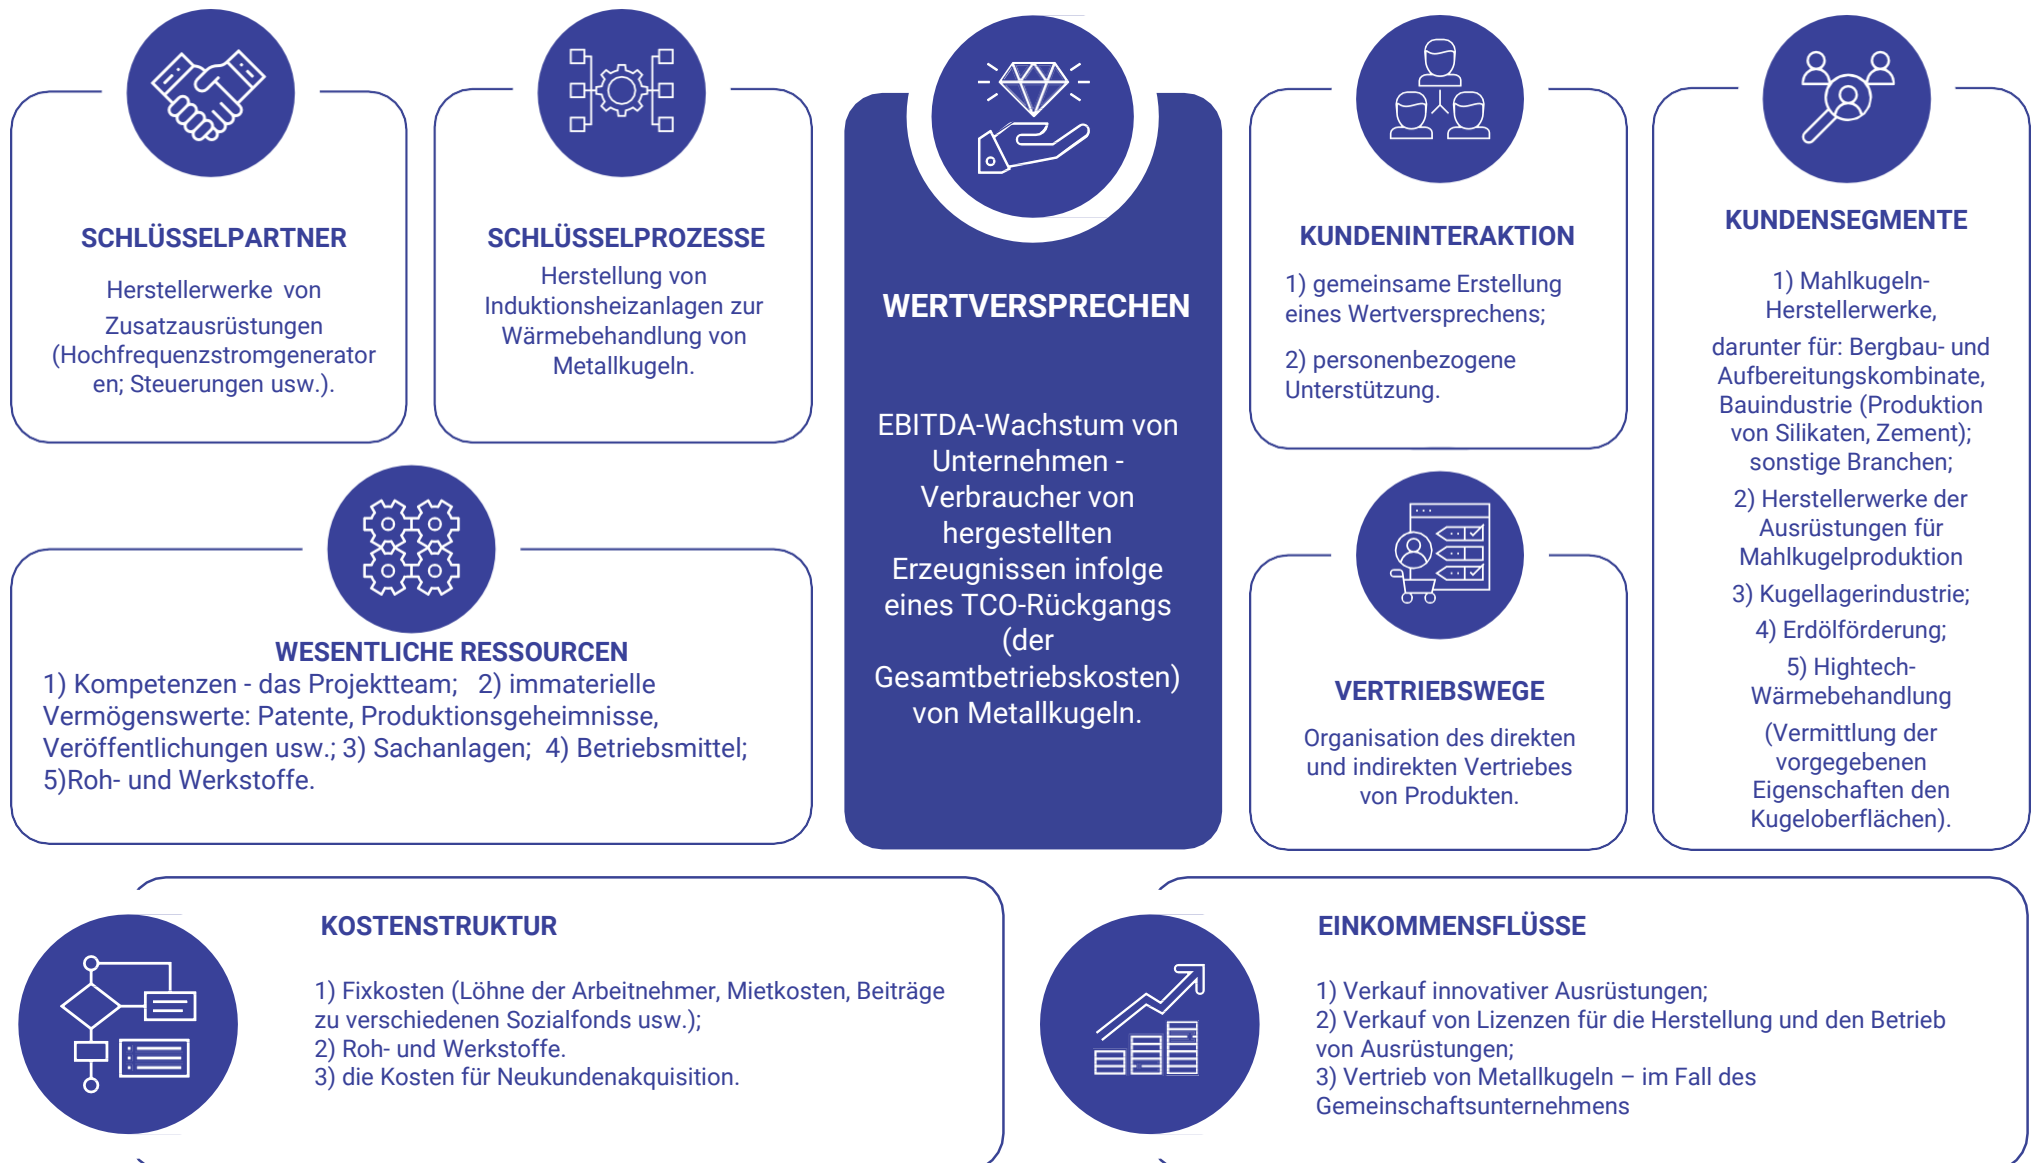 SCHLÜSSELPARTNER
Herstellerwerke von
Zusatzausrüstungen
(Hochfrequenzstromgenerator
en; Steuerungen usw.).
SCHLÜSSELPROZESSE
Herstellung von
Induktionsheizanlagen zur
Wärmebehandlung von
Metallkugeln.
WESENTLICHE RESSOURCEN
1) Kompetenzen - das Projektteam; 2) immaterielle
Vermögenswerte: Patente, Produktionsgeheimnisse,
Veröffentlichungen usw.; 3) Sachanlagen; 4) Betriebsmittel;
5)Roh- und Werkstoffe.
WERTVERSPRECHEN
EBITDA-Wachstum von
Unternehmen -
Verbraucher von
hergestellten
Erzeugnissen infolge
eines TCO-Rückgangs
(der
Gesamtbetriebskosten)
von Metallkugeln.
KUNDENINTERAKTION
1) gemeinsame Erstellung
eines Wertversprechens;
2) personenbezogene
Unterstützung.
VERTRIEBSWEGE
Organisation des direkten
und indirekten Vertriebes
von Produkten.
KUNDENSEGMENTE
1) Mahlkugeln-
Herstellerwerke,
darunter für: Bergbau- und
Aufbereitungskombinate,
Bauindustrie (Produktion
von Silikaten, Zement);
sonstige Branchen;
2) Herstellerwerke der
Ausrüstungen für
Mahlkugelproduktion
3) Kugellagerindustrie;
4) Erdölförderung;
5) Hightech-
Wärmebehandlung
(Vermittlung der
vorgegebenen
Eigenschaften den
Kugeloberflächen).
KOSTENSTRUKTUR
1) Fixkosten (Löhne der Arbeitnehmer, Mietkosten, Beiträge
zu verschiedenen Sozialfonds usw.);
2) Roh- und Werkstoffe.
3) die Kosten für Neukundenakquisition.
EINKOMMENSFLÜSSE
1) Verkauf innovativer Ausrüstungen;
2) Verkauf von Lizenzen für die Herstellung und den Betrieb
von Ausrüstungen;
3) Vertrieb von Metallkugeln – im Fall des
Gemeinschaftsunternehmens